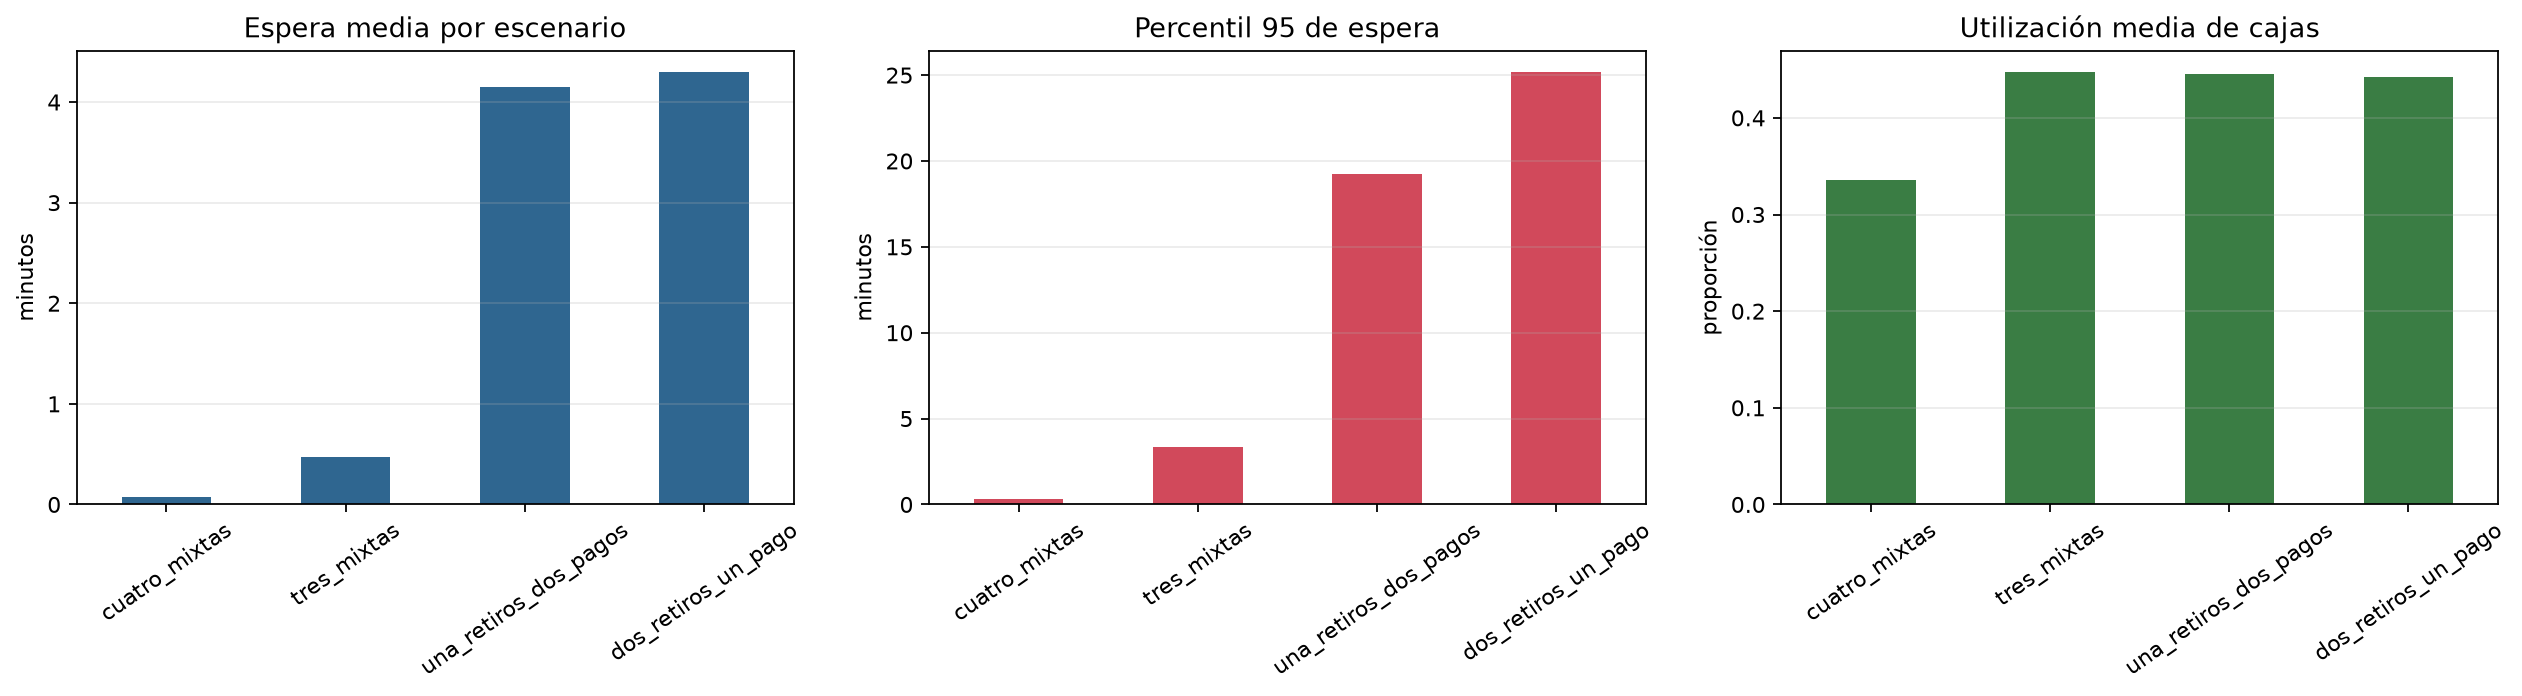 Espera media por escenario
minutos
4
3
2
1
0
cuatro_mixtas
tres_mixtas
una_retiros_dos_pagos
dos_retiros_un_pago
Percentil 95 de espera
minutos
25
20
15
10
5
0
cuatro_mixtas
tres_mixtas
una_retiros_dos_pagos
dos_retiros_un_pago
Utilización media de cajas
proporción
0.4
0.3
0.2
0.1
0.0
cuatro_mixtas
tres_mixtas
una_retiros_dos_pagos
dos_retiros_un_pago